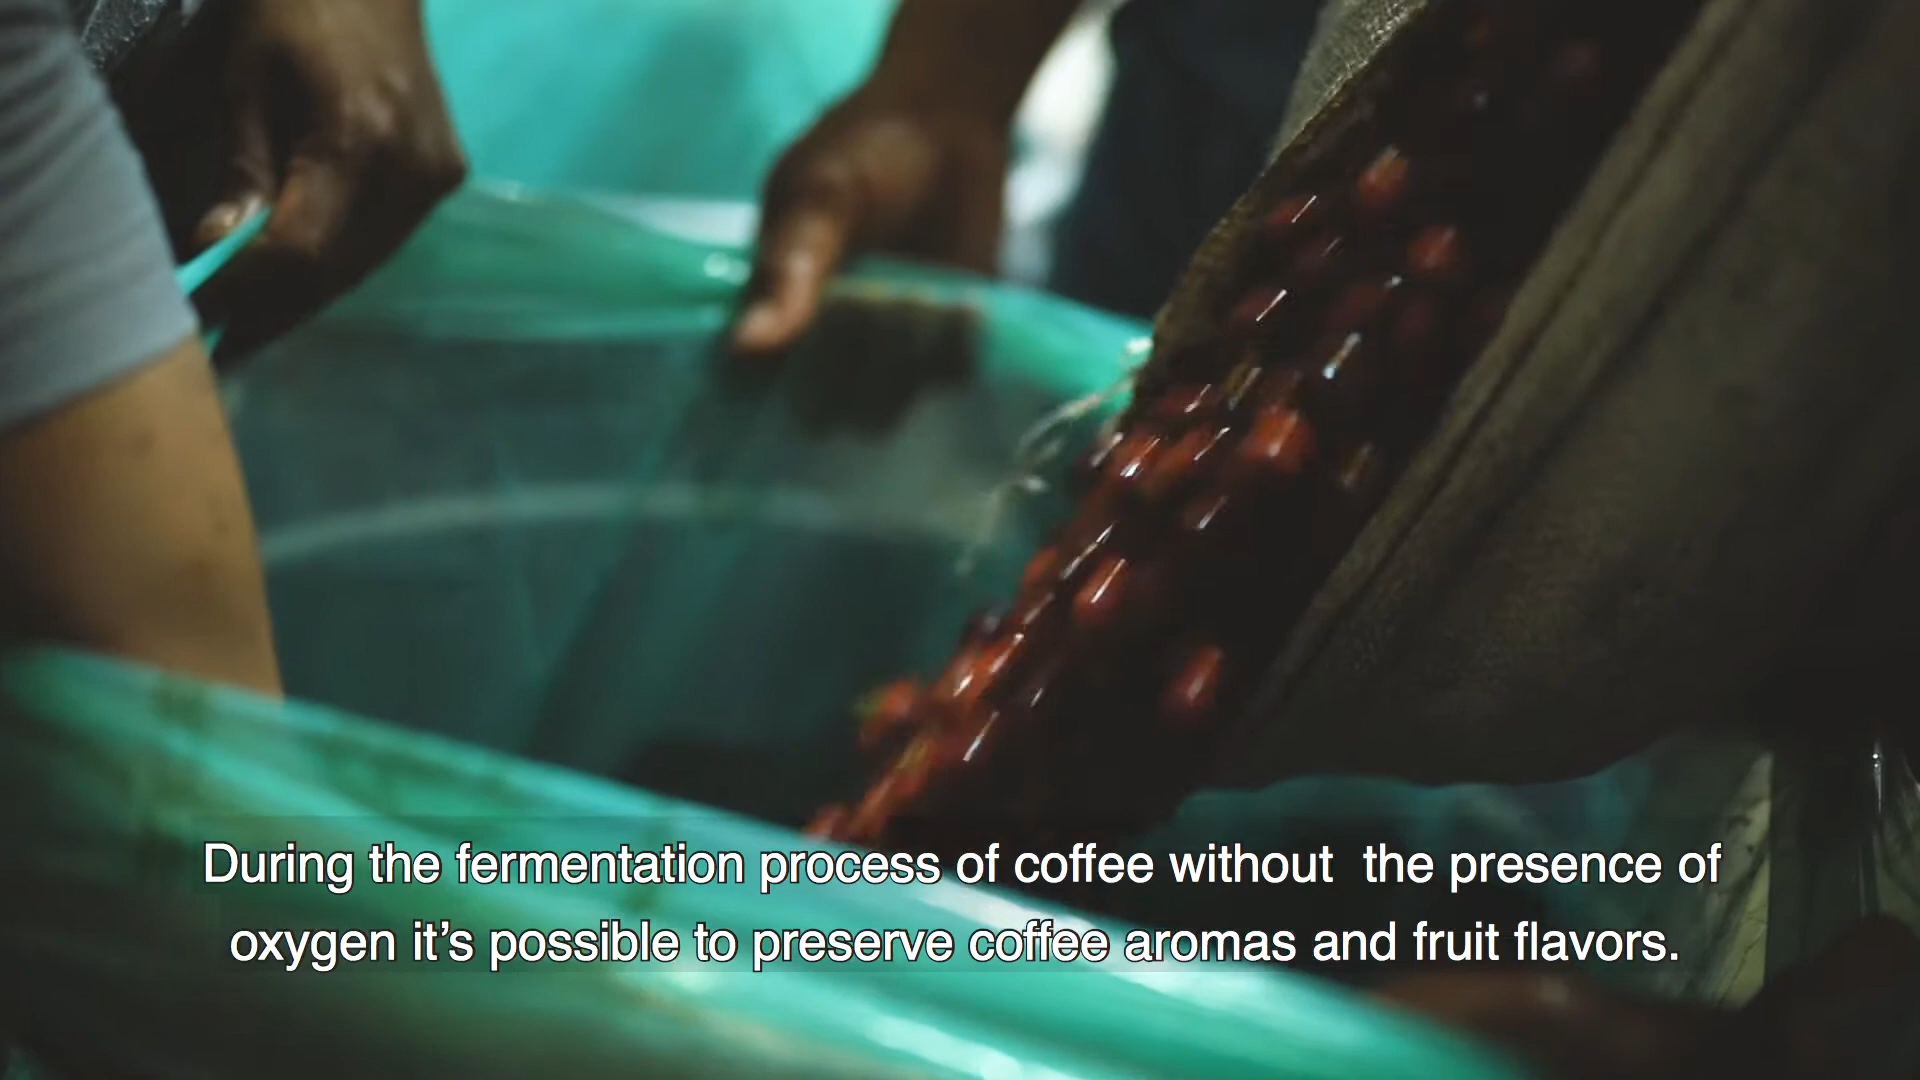 During the fermentation process of coffee without  the presence of
oxygen it’s possible to preserve coffee aromas and fruit flavors.